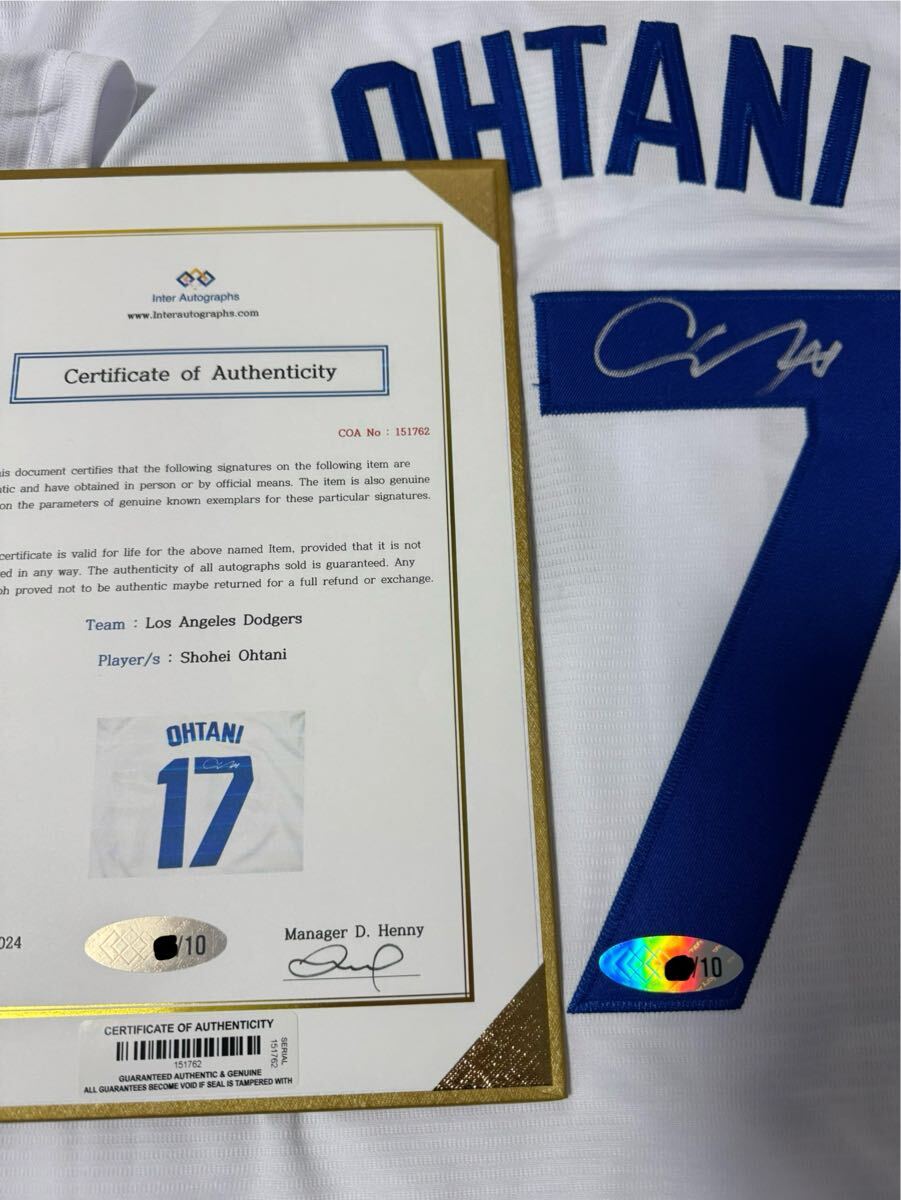 OHTANI
7
Inter Autographs
www.Interautographs.com
Certificate of Authenticity
COA No : 151762
is document certifies that the following signatures on the following item are
tic and have obtained in person or by official means. The item is also genuine
on the parameters of genuine known exemplars for these particular signatures.
certificate is valid for life for the above named Item, provided that it is not
ed in any way. The authenticity of all autographs sold is guaranteed. Any
ph proved not to be authentic maybe returned for a full refund or exchange.
Team : Los Angeles Dodgers
Player/s : Shohei Ohtani
OHTANI
17
024
/10
Manager D. Henny
/10
CERTIFICATE OF AUTHENTICITY
151762
SERIAL
151762
GUARANTEED AUTHENTIC & GENUINE
ALL GUARANTEES BECOME VOID IF SEAL IS TAMPERED WITH